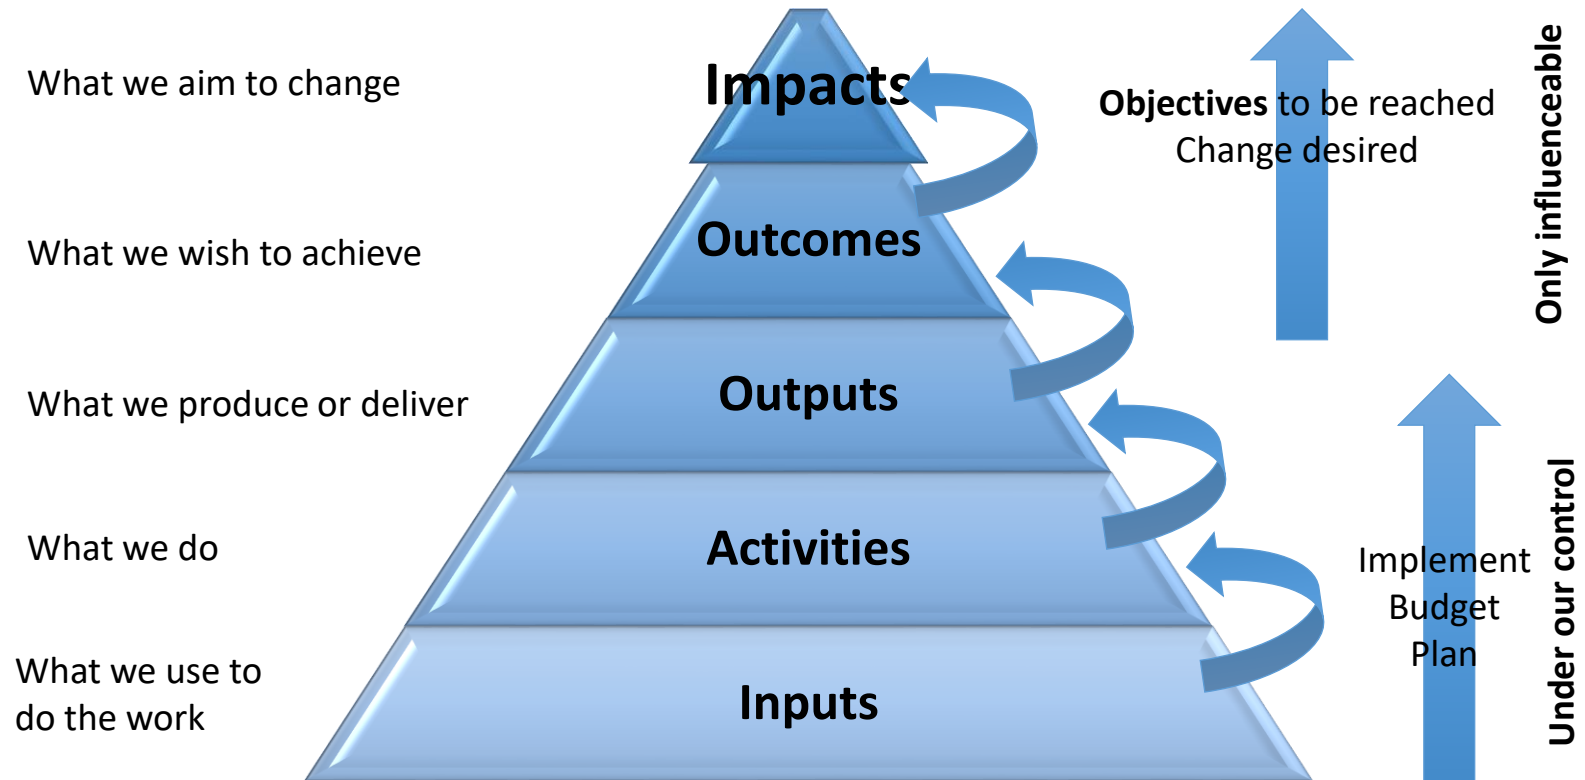 What we aim to change
Impacts
Objectives to be reached
Change desired
Only influenceable
What we wish to achieve
Outcomes
What we produce or deliver
Outputs
What we do
Activities
Implement
Budget
Plan
Under our control
What we use to
do the work
Inputs